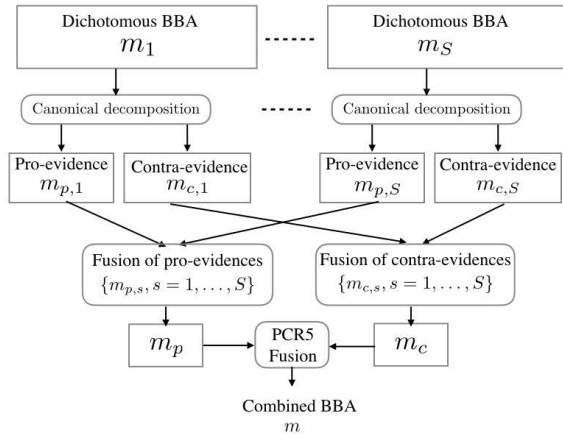 Dichotomous BBA
m_1
Dichotomous BBA
m_S
Canonical decomposition
Canonical decomposition
Pro-evidence
m_{p,1}
Contra-evidence
m_{c,1}
Pro-evidence
m_{p,S}
Contra-evidence
m_{c,S}
Fusion of pro-evidences
{m_{p,s}, s = 1, . . . , S}
Fusion of contra-evidences
{m_{c,s}, s = 1, . . . , S}
m_p
PCR5
Fusion
m_c
Combined BBA
m